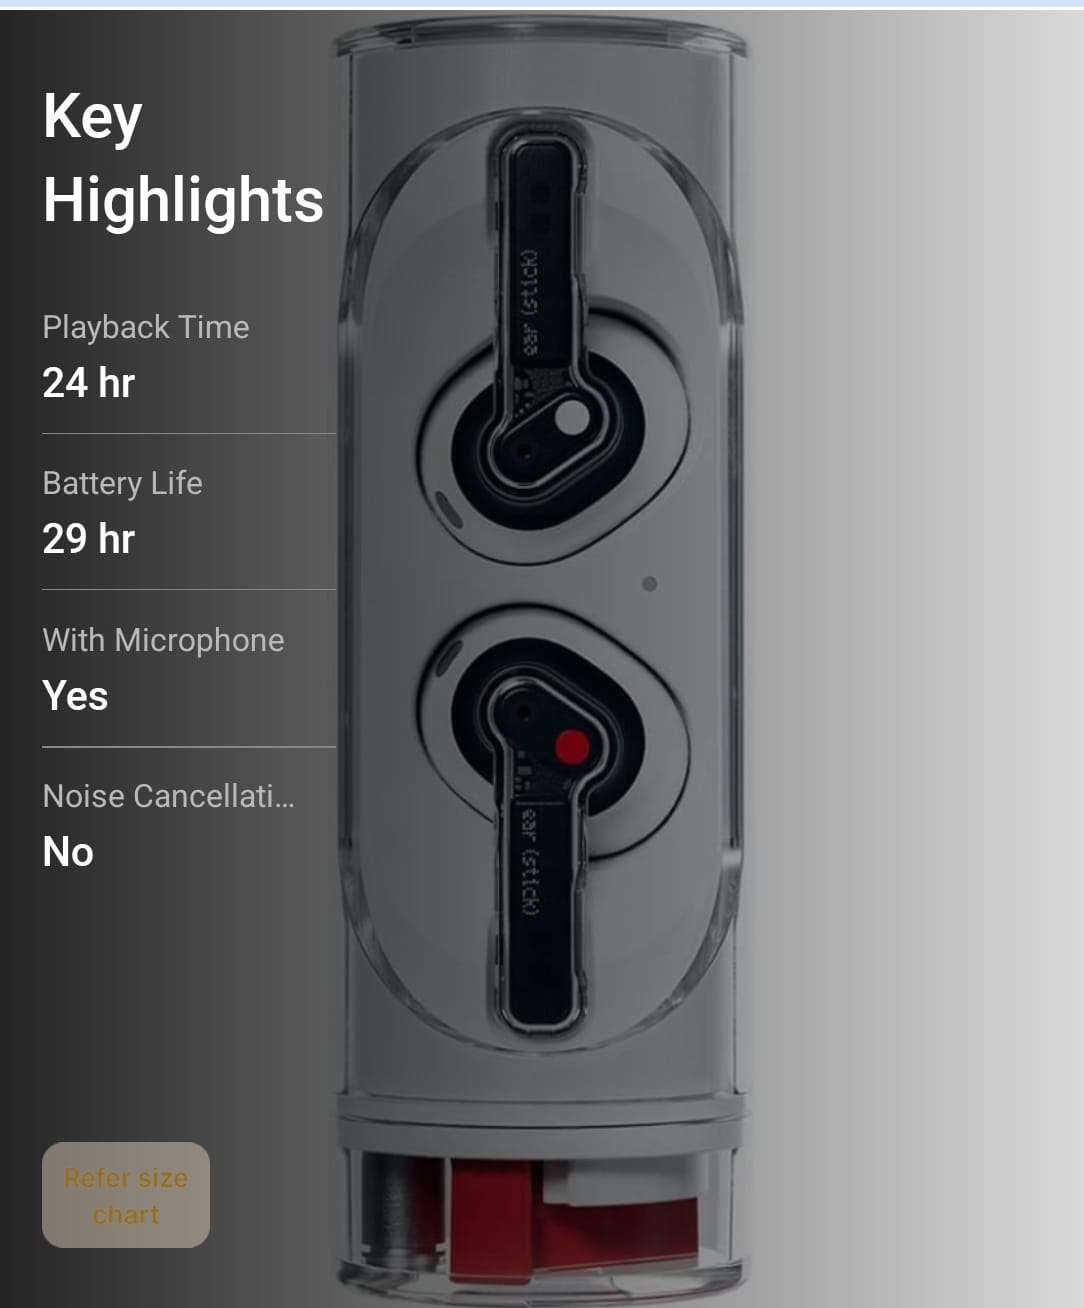 Key
Highlights
Playback Time
24 hr
Battery Life
29 hr
With Microphone
Yes
Noise Cancellati...
No
Refer size
chart
ear (stick)
ear (stick)